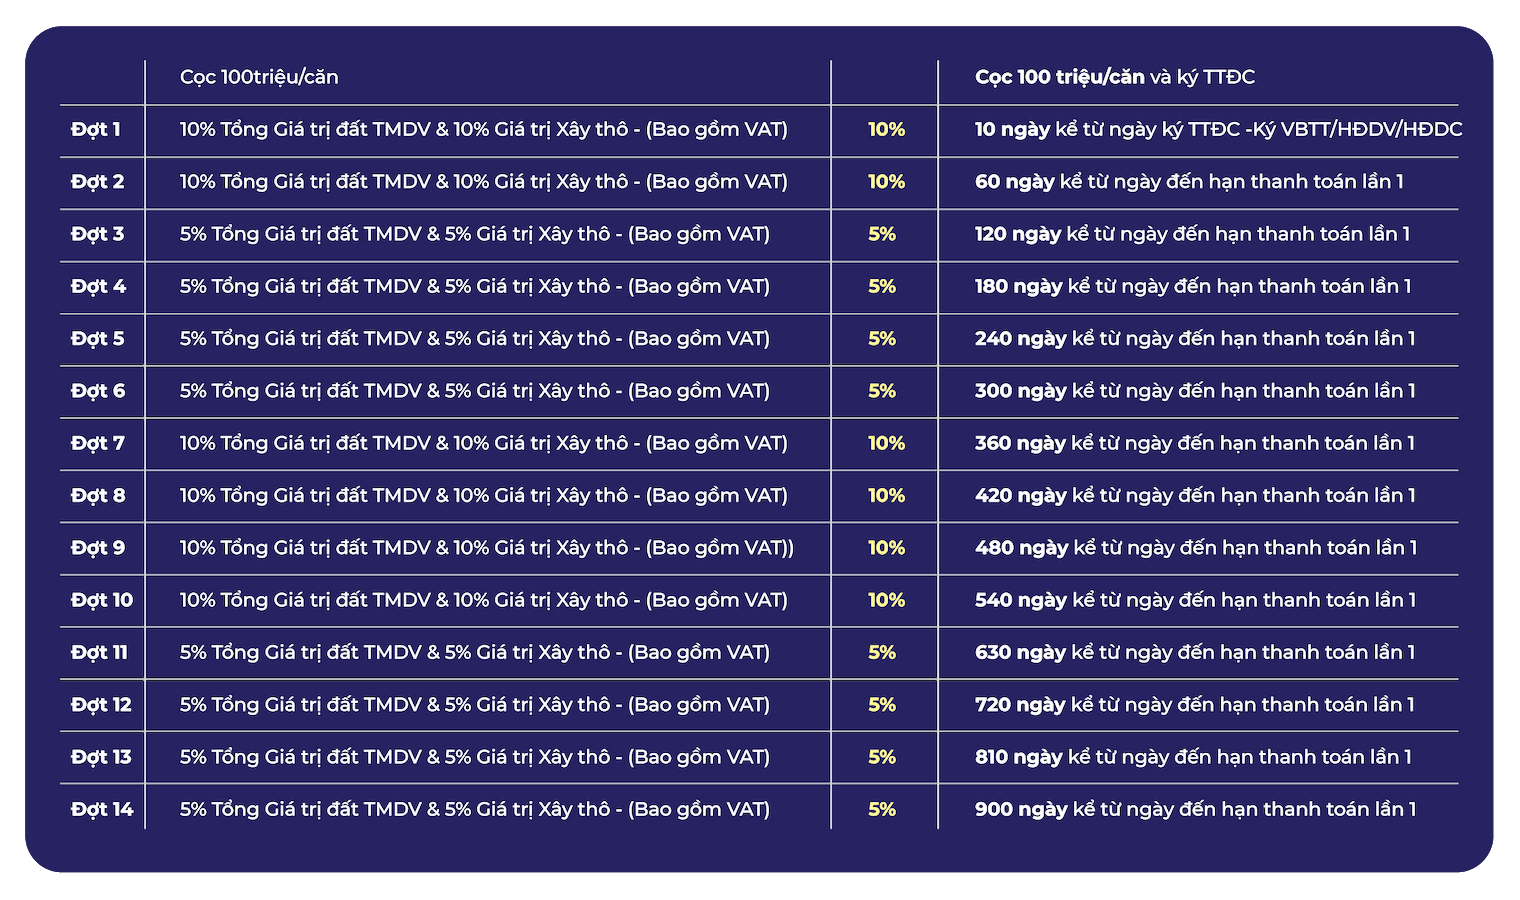 Cọc 100triệu/căn Cọc 100 triệu/căn và ký TTĐC
Đợt 1 10% Tổng Giá trị đất TMDV & 10% Giá trị Xây thô - (Bao gồm VAT) 10% 10 ngày kể từ ngày ký TTĐC -Ký VBTT/HĐDV/HĐDC
Đợt 2 10% Tổng Giá trị đất TMDV & 10% Giá trị Xây thô - (Bao gồm VAT) 10% 60 ngày kể từ ngày đến hạn thanh toán lần 1
Đợt 3 5% Tổng Giá trị đất TMDV & 5% Giá trị Xây thô - (Bao gồm VAT) 5% 120 ngày kể từ ngày đến hạn thanh toán lần 1
Đợt 4 5% Tổng Giá trị đất TMDV & 5% Giá trị Xây thô - (Bao gồm VAT) 5% 180 ngày kể từ ngày đến hạn thanh toán lần 1
Đợt 5 5% Tổng Giá trị đất TMDV & 5% Giá trị Xây thô - (Bao gồm VAT) 5% 240 ngày kể từ ngày đến hạn thanh toán lần 1
Đợt 6 5% Tổng Giá trị đất TMDV & 5% Giá trị Xây thô - (Bao gồm VAT) 5% 300 ngày kể từ ngày đến hạn thanh toán lần 1
Đợt 7 10% Tổng Giá trị đất TMDV & 10% Giá trị Xây thô - (Bao gồm VAT) 10% 360 ngày kể từ ngày đến hạn thanh toán lần 1
Đợt 8 10% Tổng Giá trị đất TMDV & 10% Giá trị Xây thô - (Bao gồm VAT) 10% 420 ngày kể từ ngày đến hạn thanh toán lần 1
Đợt 9 10% Tổng Giá trị đất TMDV & 10% Giá trị Xây thô - (Bao gồm VAT)) 10% 480 ngày kể từ ngày đến hạn thanh toán lần 1
Đợt 10 10% Tổng Giá trị đất TMDV & 10% Giá trị Xây thô - (Bao gồm VAT) 10% 540 ngày kể từ ngày đến hạn thanh toán lần 1
Đợt 11 5% Tổng Giá trị đất TMDV & 5% Giá trị Xây thô - (Bao gồm VAT) 5% 630 ngày kể từ ngày đến hạn thanh toán lần 1
Đợt 12 5% Tổng Giá trị đất TMDV & 5% Giá trị Xây thô - (Bao gồm VAT) 5% 720 ngày kể từ ngày đến hạn thanh toán lần 1
Đợt 13 5% Tổng Giá trị đất TMDV & 5% Giá trị Xây thô - (Bao gồm VAT) 5% 810 ngày kể từ ngày đến hạn thanh toán lần 1
Đợt 14 5% Tổng Giá trị đất TMDV & 5% Giá trị Xây thô - (Bao gồm VAT) 5% 900 ngày kể từ ngày đến hạn thanh toán lần 1